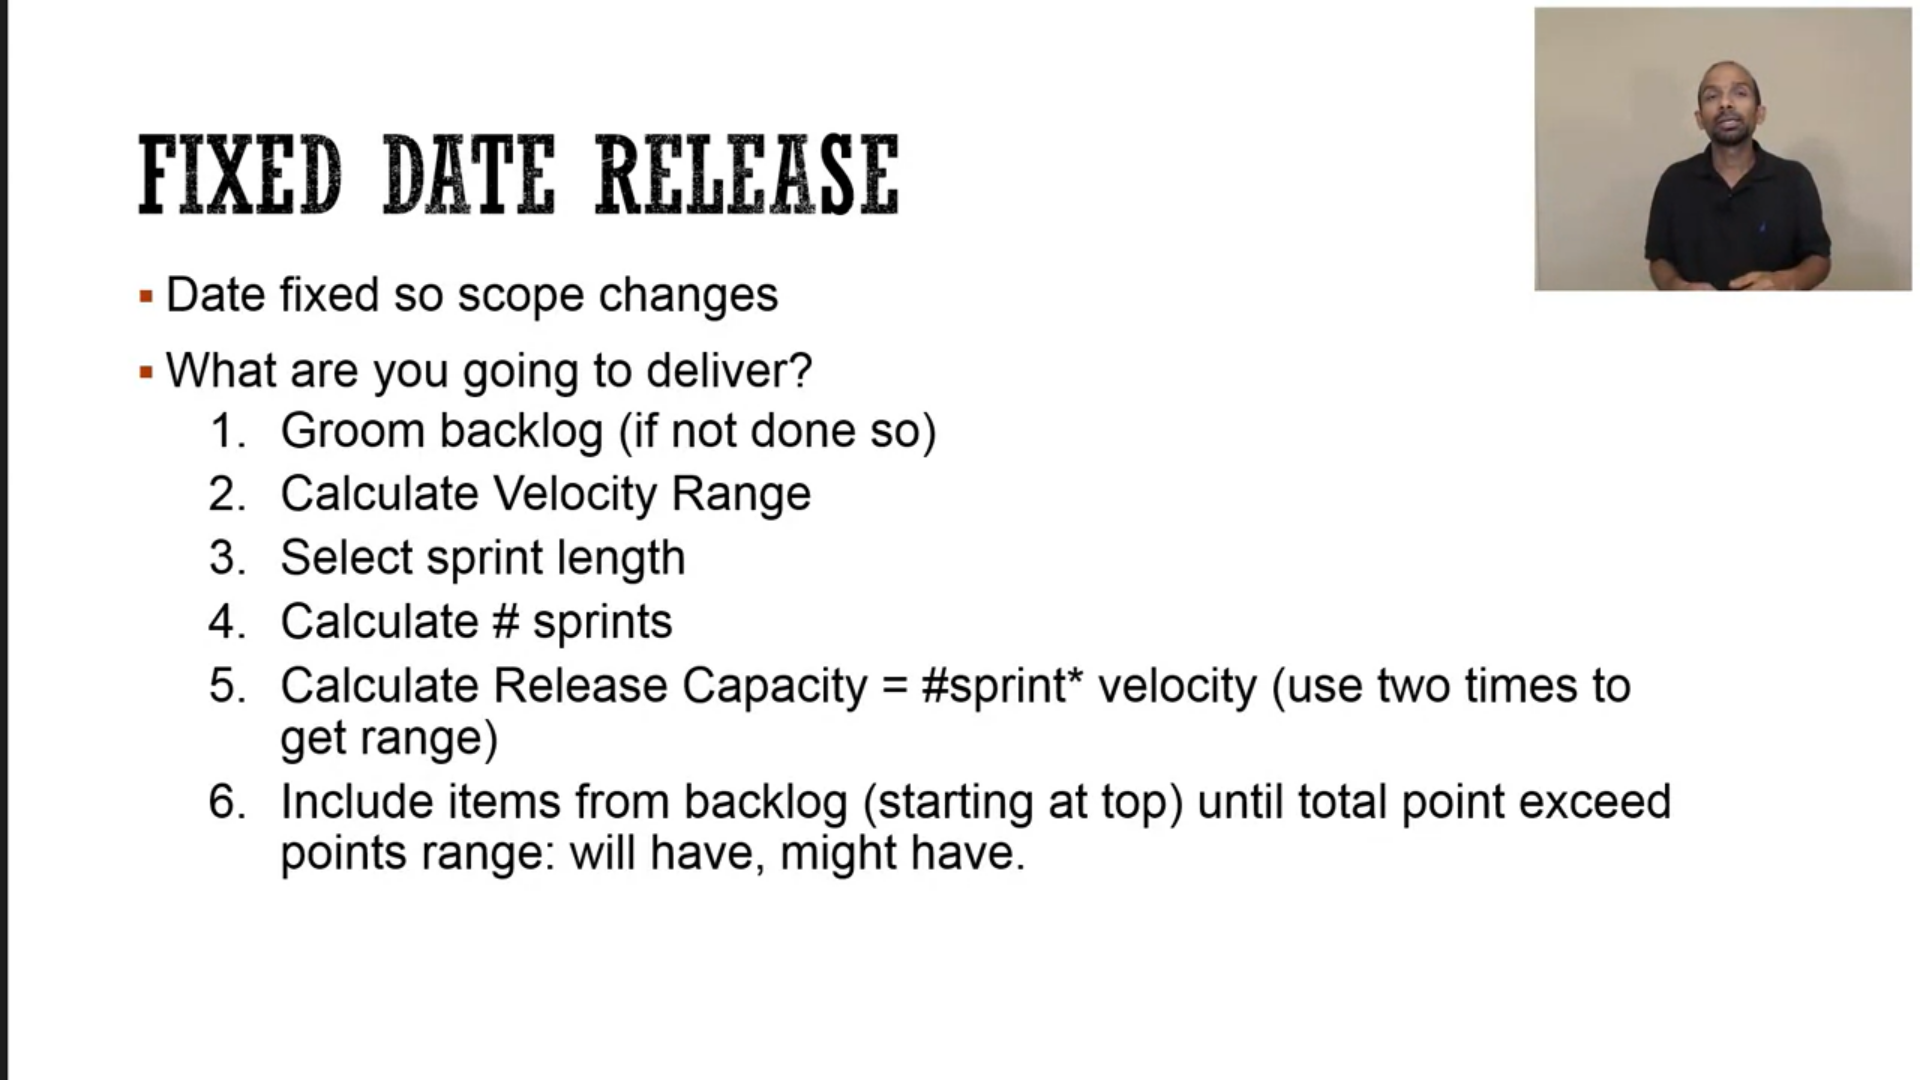 FIXED DATE RELEASE
▪ Date fixed so scope changes
▪ What are you going to deliver?
1. Groom backlog (if not done so)
2. Calculate Velocity Range
3. Select sprint length
4. Calculate # sprints
5. Calculate Release Capacity = #sprint* velocity (use two times to
get range)
6. Include items from backlog (starting at top) until total point exceed
points range: will have, might have.